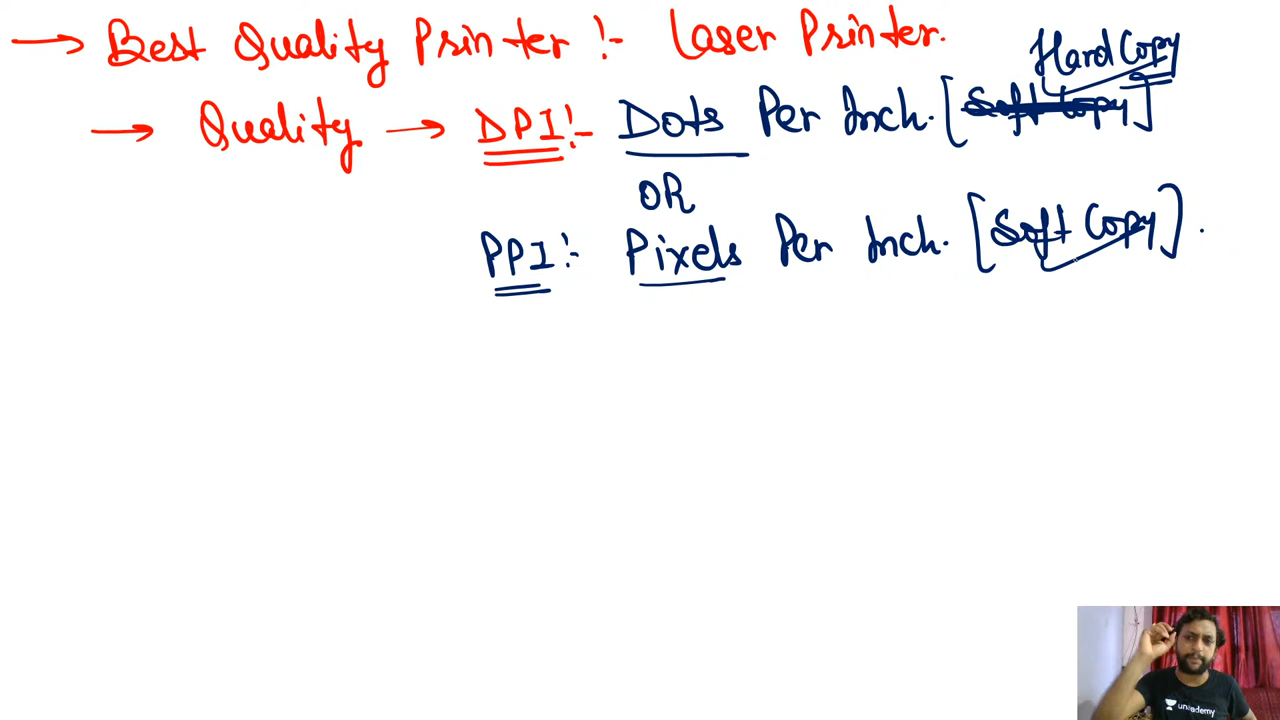 → Best Quality Printer :- Laser Printer.
Hard Copy
→ Quality → DPI :- Dots Per Inch. [Soft Copy]
OR
PPI :- Pixels Per Inch. [Soft Copy].
unacademy